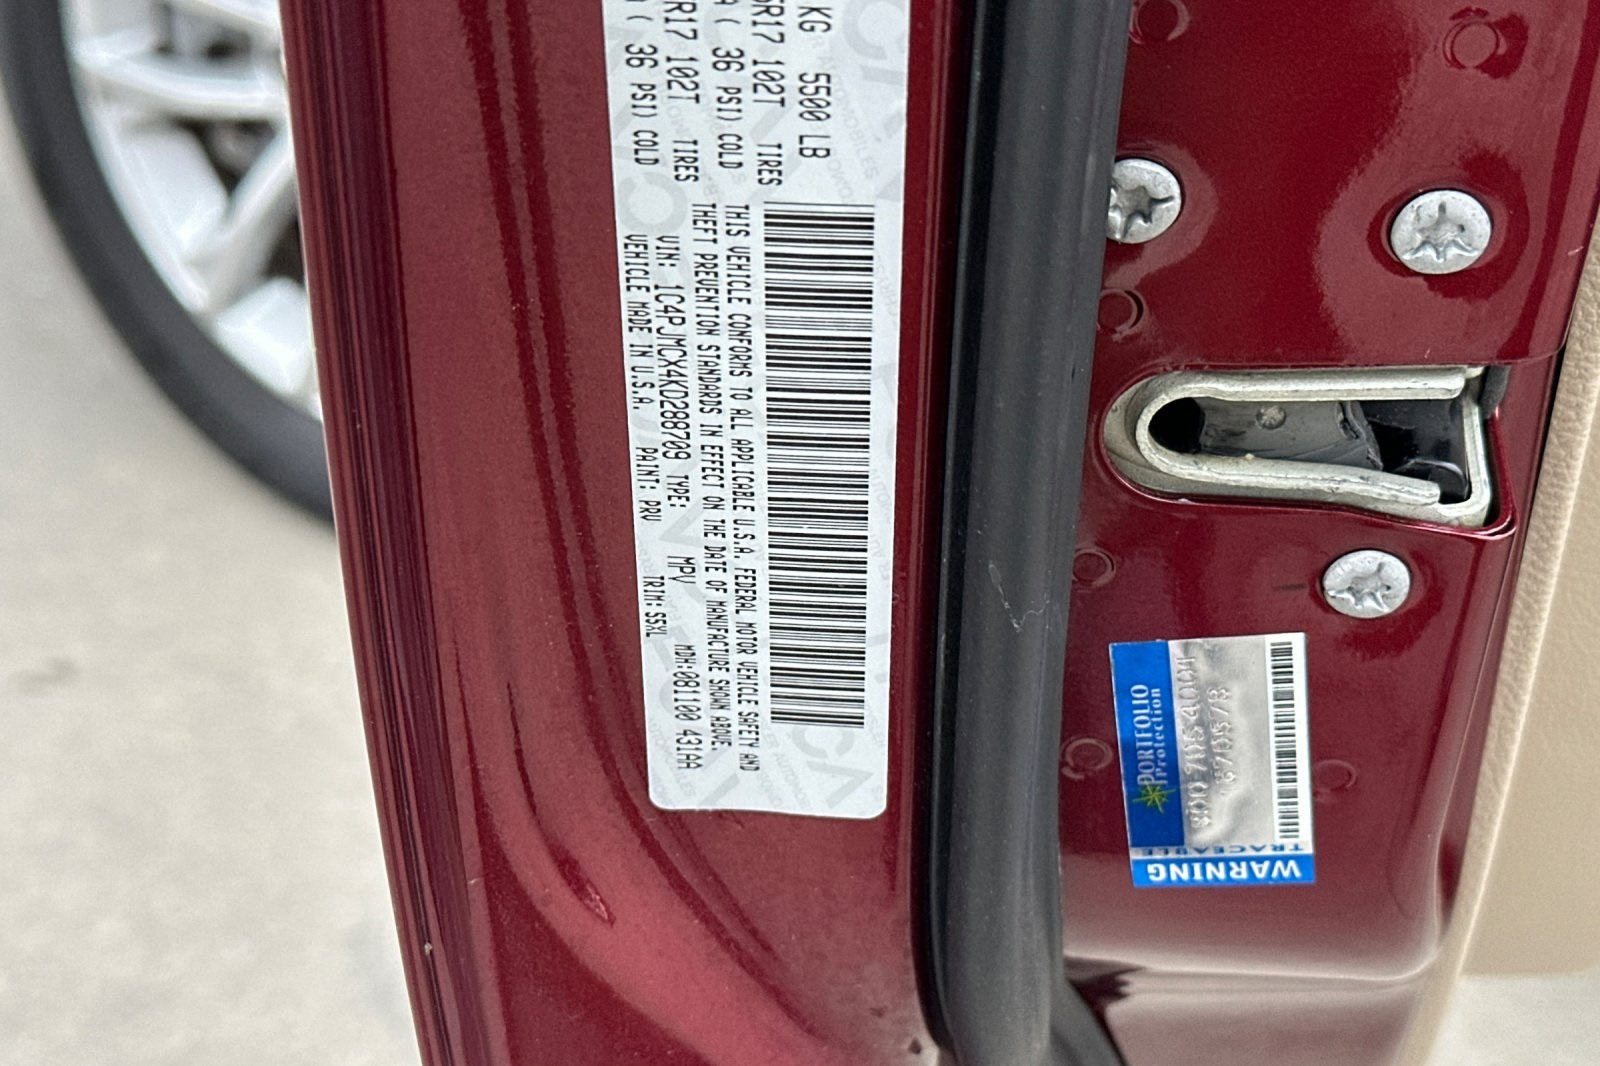 KG 5500 LB
R17 102T TIRES
( 36 PSI) COLD
R17 102T TIRES
( 36 PSI) COLD
THIS VEHICLE CONFORMS TO ALL APPLICABLE U.S.A. FEDERAL MOTOR VEHICLE SAFETY AND
THEFT PREVENTION STANDARDS IN EFFECT ON THE DATE OF MANUFACTURE SHOWN ABOVE.
VIN: 1C4PJMCX4KD288709 TYPE: MPV MDH:081100 431AA
VEHICLE MADE IN U.S.A. PAINT: PRV TRIM: S5XL
PORTFOLIO
Protection
WARNING
TRACEABLE